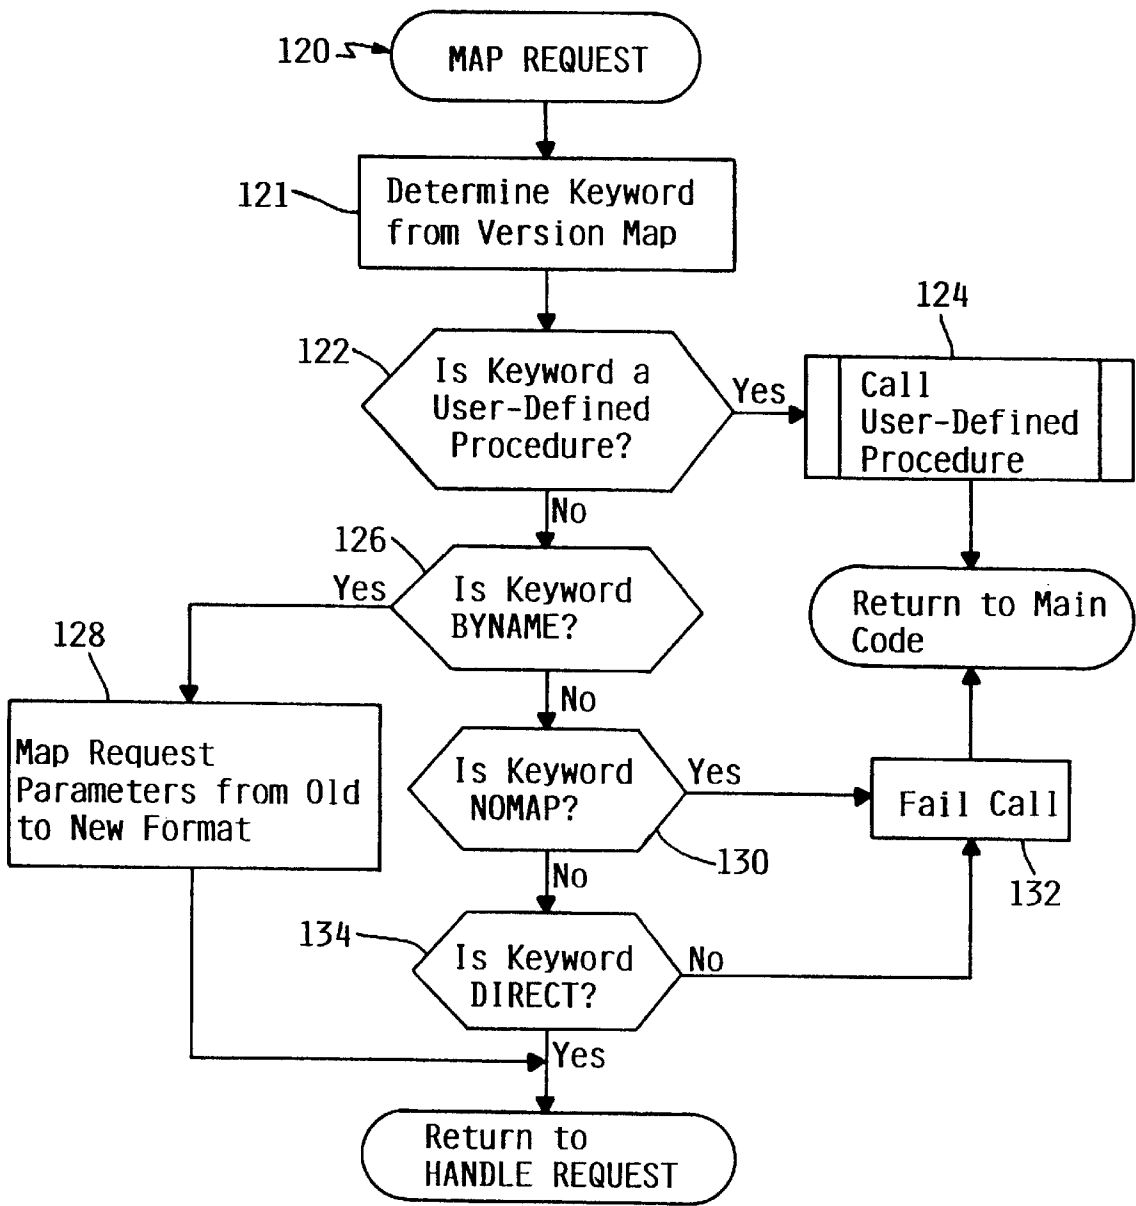 120
MAP REQUEST
121
Determine Keyword
from Version Map
122
Is Keyword a
User-Defined
Procedure?
Yes
124
Call
User-Defined
Procedure
No
126
Is Keyword
BYNAME?
Yes
Return to Main
Code
128
Map Request
Parameters from Old
to New Format
No
Is Keyword
NOMAP?
Yes
130
Fail Call
132
No
134
Is Keyword
DIRECT?
No
Yes
Return to
HANDLE REQUEST